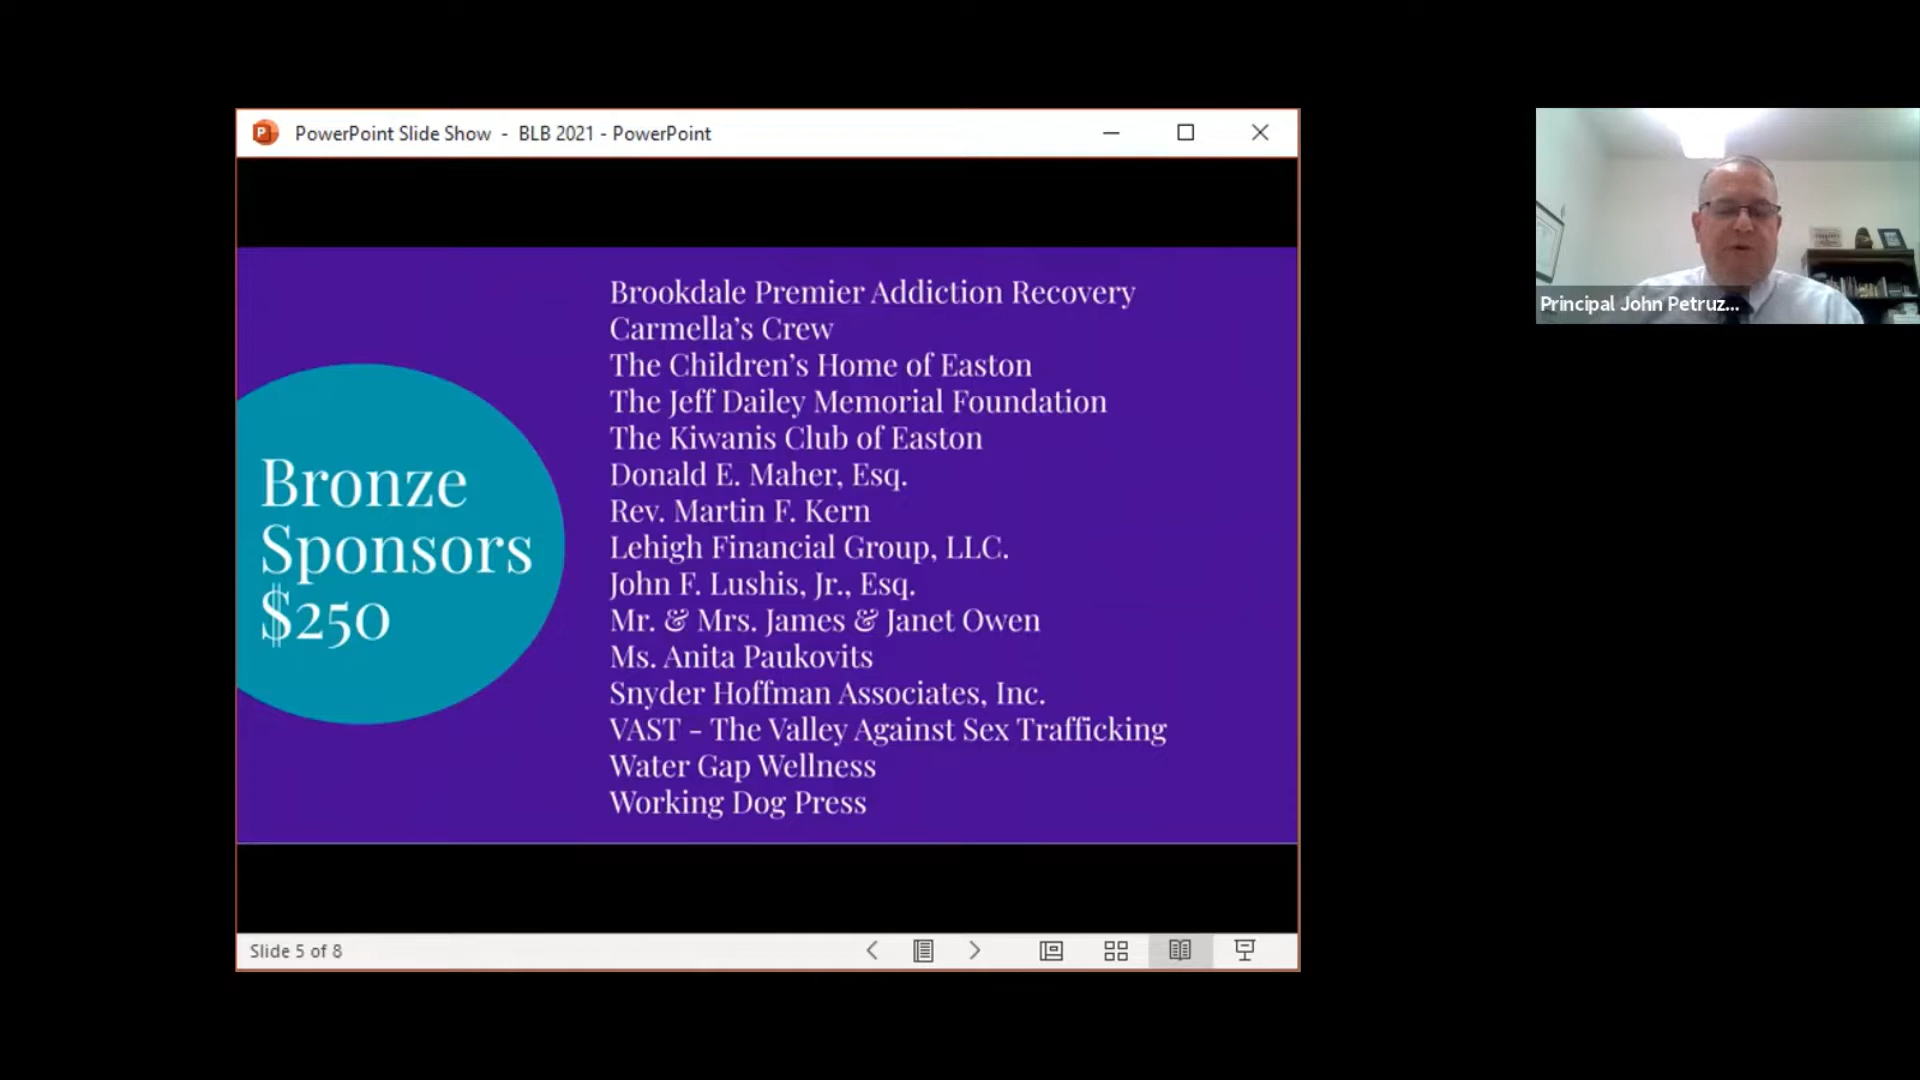 PowerPoint Slide Show - BLB 2021 - PowerPoint
Bronze
Sponsors
$250
Brookdale Premier Addiction Recovery
Carmella’s Crew
The Children’s Home of Easton
The Jeff Dailey Memorial Foundation
The Kiwanis Club of Easton
Donald E. Maher, Esq.
Rev. Martin F. Kern
Lehigh Financial Group, LLC.
John F. Lushis, Jr., Esq.
Mr. & Mrs. James & Janet Owen
Ms. Anita Paukovits
Snyder Hoffman Associates, Inc.
VAST - The Valley Against Sex Trafficking
Water Gap Wellness
Working Dog Press
Slide 5 of 8
Principal John Petruz...